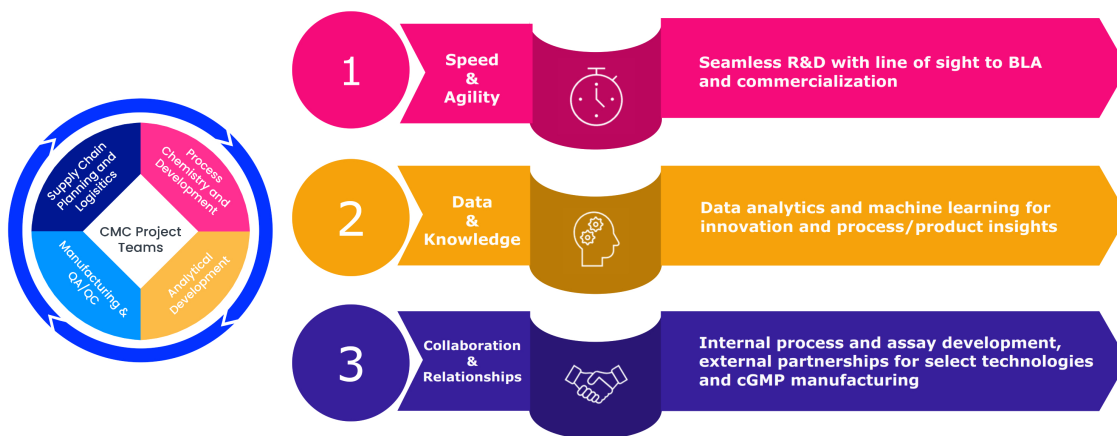 Supply Chain
Planning and
Logisitics
Process
Chemistry and
Development
CMC Project
Teams
Manufacturing &
QA/QC
Analytical
Development
1
Speed
&
Agility
Seamless R&D with line of sight to BLA
and commercialization
2
Data
&
Knowledge
Data analytics and machine learning for
innovation and process/product insights
3
Collaboration
&
Relationships
Internal process and assay development,
external partnerships for select technologies
and cGMP manufacturing